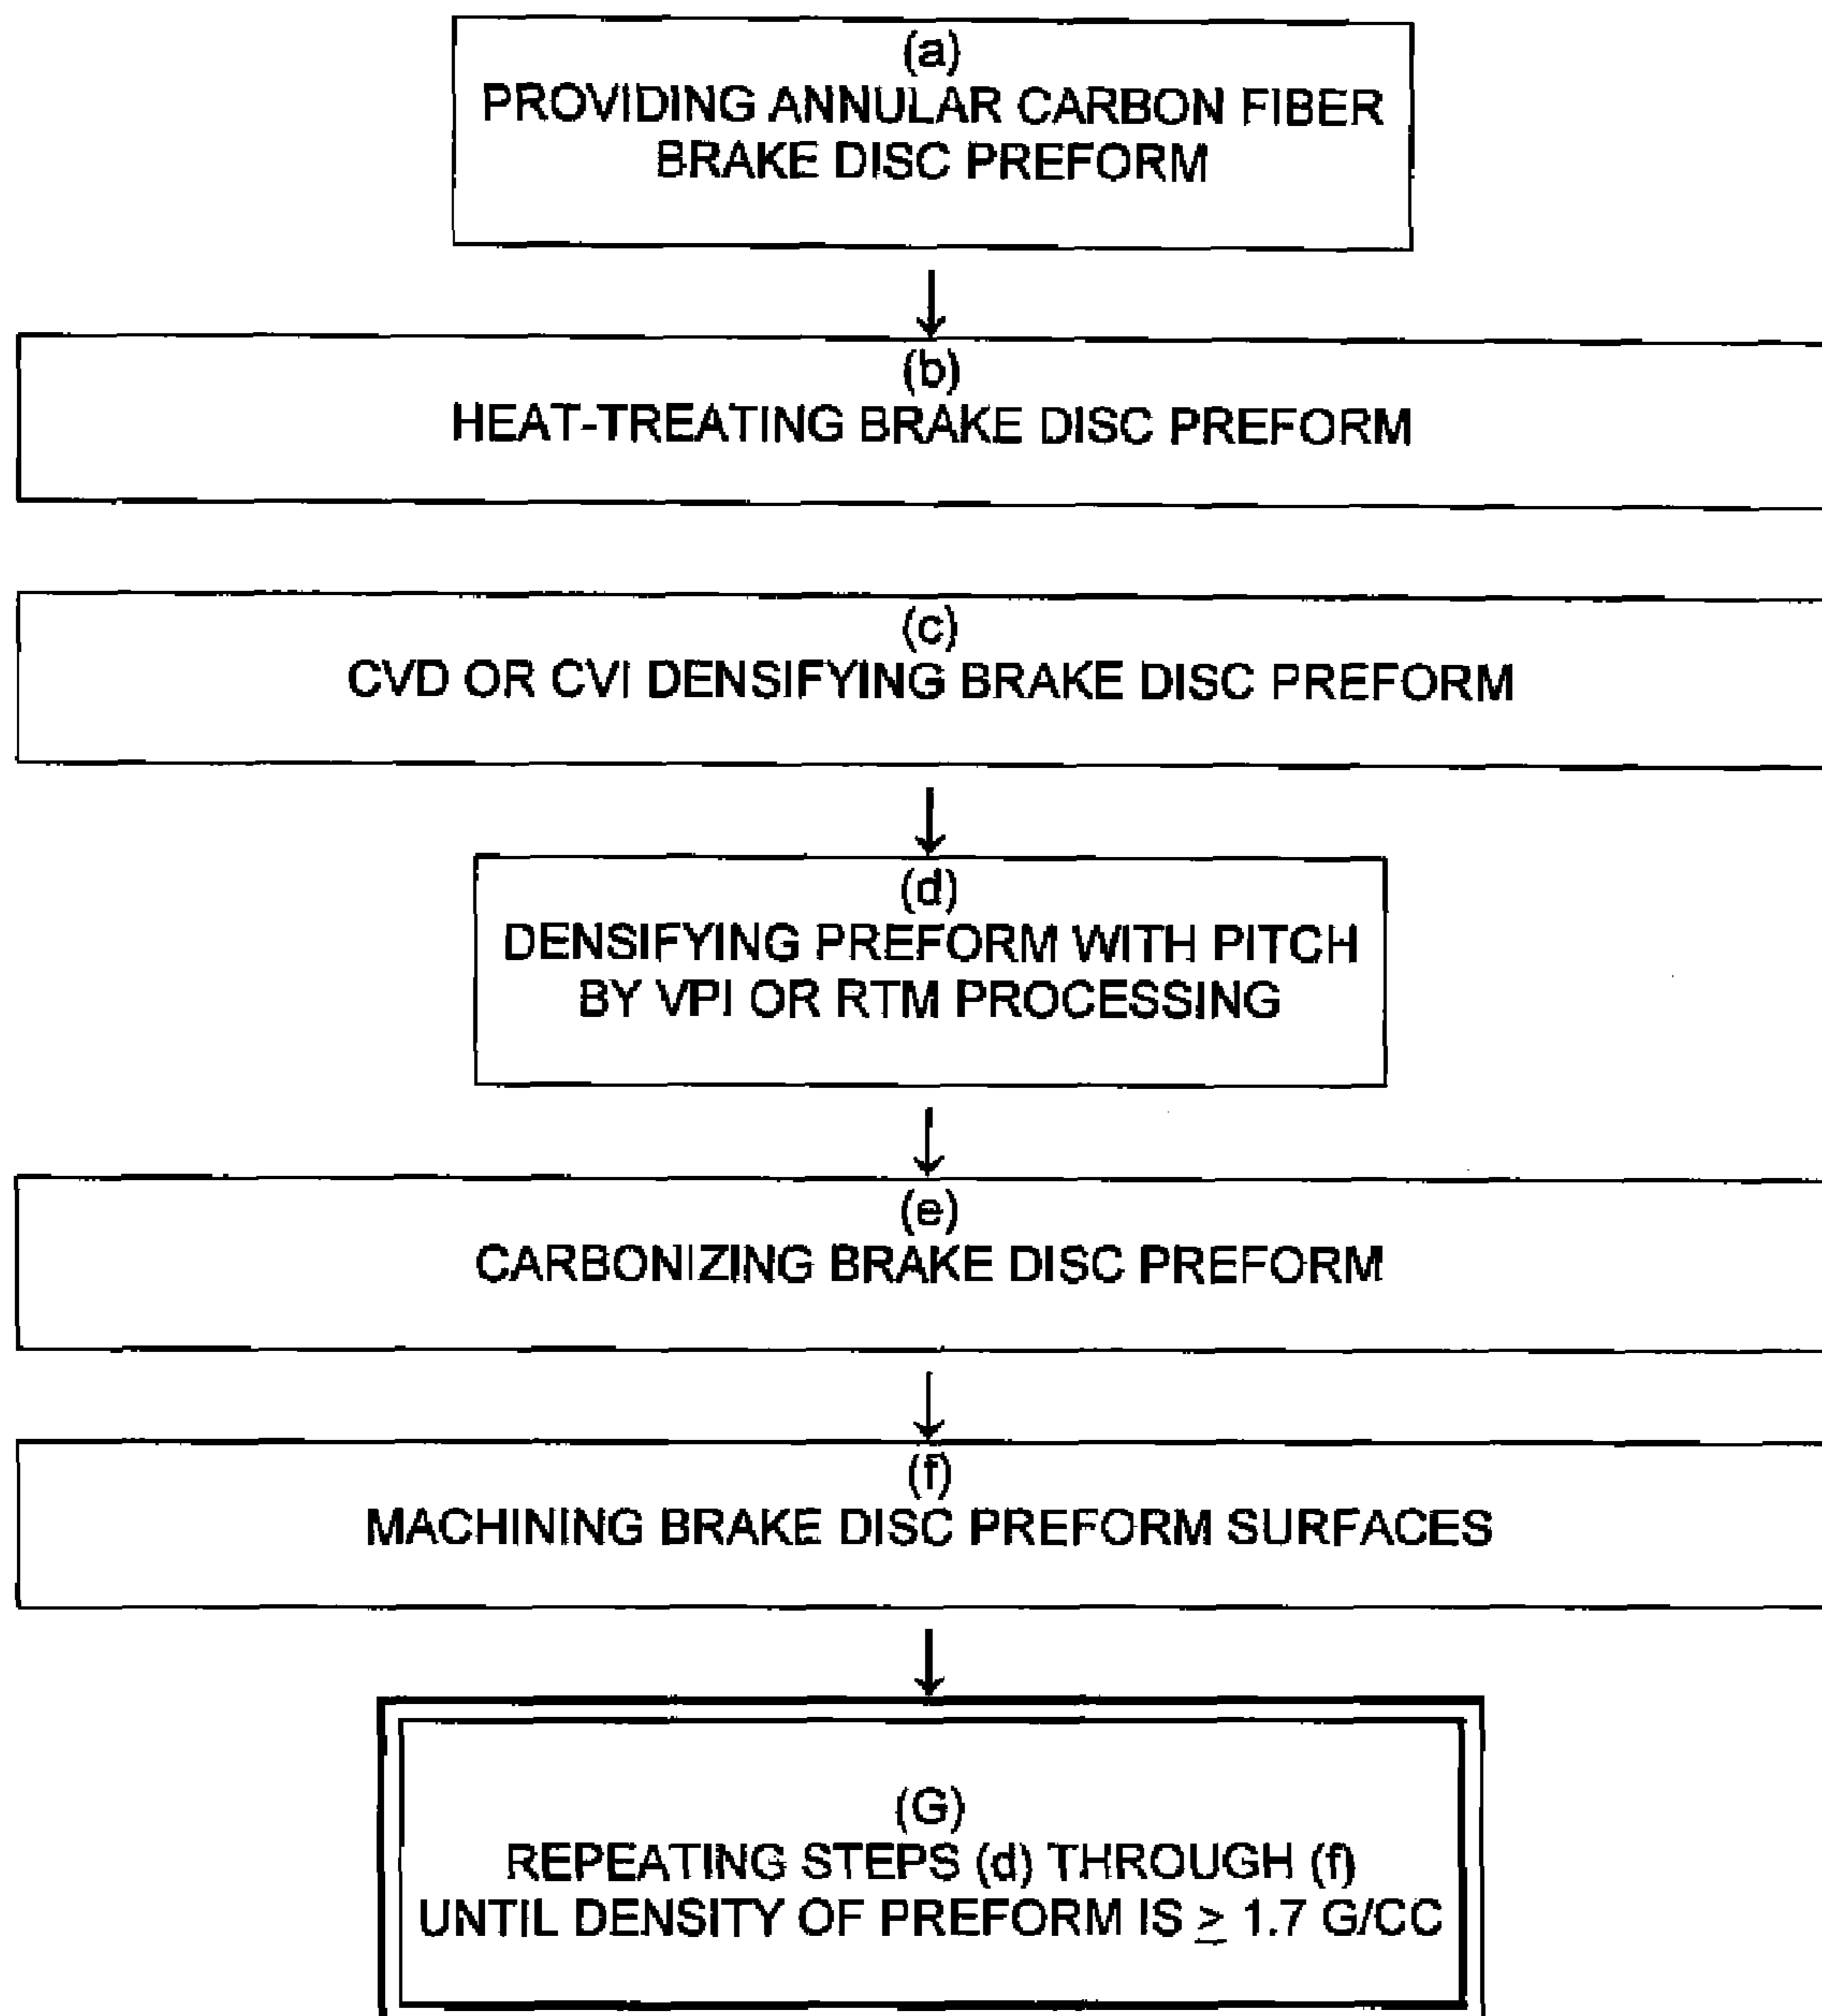 (a)
PROVIDING ANNULAR CARBON FIBER
BRAKE DISC PREFORM
(b)
HEAT-TREATING BRAKE DISC PREFORM
(c)
CVD OR CVI DENSIFYING BRAKE DISC PREFORM
(d)
DENSIFYING PREFORM WITH PITCH
BY VPI OR RTM PROCESSING
(e)
CARBONIZING BRAKE DISC PREFORM
(f)
MACHINING BRAKE DISC PREFORM SURFACES
(G)
REPEATING STEPS (d) THROUGH (f)
UNTIL DENSITY OF PREFORM IS ≥ 1.7 G/CC